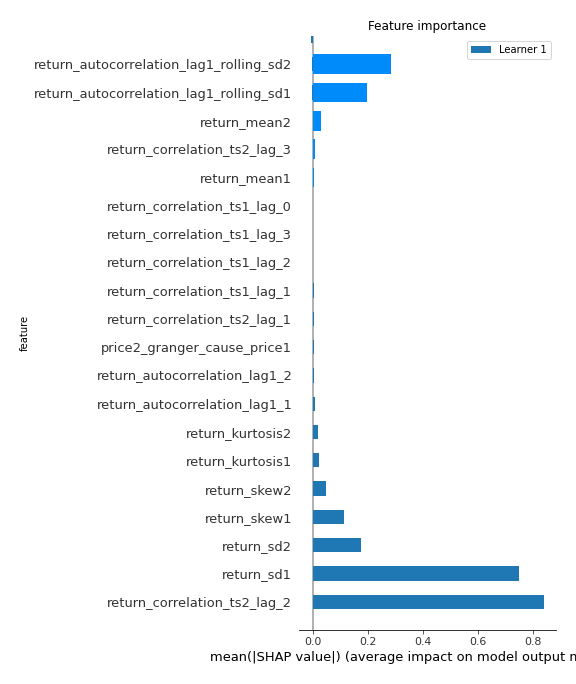 Feature importance
Learner 1
return_autocorrelation_lag1_rolling_sd2
return_autocorrelation_lag1_rolling_sd1
return_mean2
return_correlation_ts2_lag_3
return_mean1
return_correlation_ts1_lag_0
return_correlation_ts1_lag_3
return_correlation_ts1_lag_2
return_correlation_ts1_lag_1
return_correlation_ts2_lag_1
price2_granger_cause_price1
return_autocorrelation_lag1_2
return_autocorrelation_lag1_1
return_kurtosis2
return_kurtosis1
return_skew2
return_skew1
return_sd2
return_sd1
return_correlation_ts2_lag_2
feature
0.0 0.2 0.4 0.6 0.8
mean(|SHAP value|) (average impact on model output